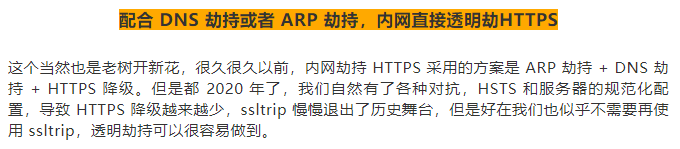 配合 DNS 劫持或者 ARP 劫持，内网直接透明劫HTTPS
这个当然也是老树开新花，很久很久以前，内网劫持 HTTPS 采用的方案是 ARP 劫持 + DNS 劫
持 + HTTPS 降级。但是都 2020 年了，我们自然有了各种对抗，HSTS 和服务器的规范化配
置，导致 HTTPS 降级越来越少，ssltrip 慢慢退出了历史舞台，但是好在我们也似乎不需要再使
用 ssltrip，透明劫持可以很容易做到。